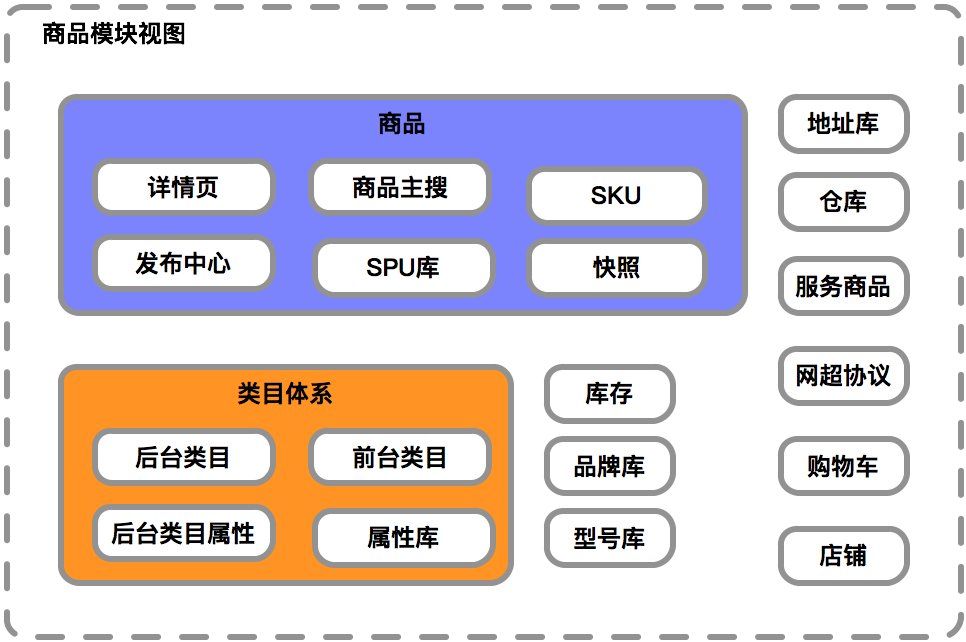 商品模块视图
商品
详情页
商品主搜
SKU
发布中心
SPU库
快照
类目体系
后台类目
前台类目
后台类目属性
属性库
库存
品牌库
型号库
地址库
仓库
服务商品
网超协议
购物车
店铺